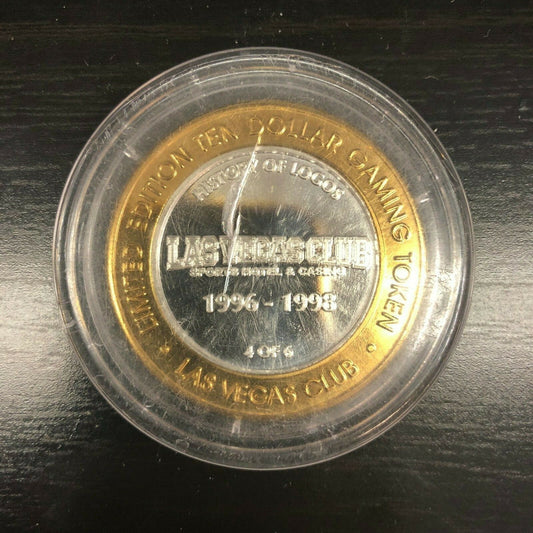 LIMITED EDITION TEN DOLLAR GAMING TOKEN
HISTORY OF LOGOS
LAS VEGAS CLUB
SPORTS HOTEL & CASINO
1996 - 1998
4 OF 6
• LAS VEGAS CLUB •